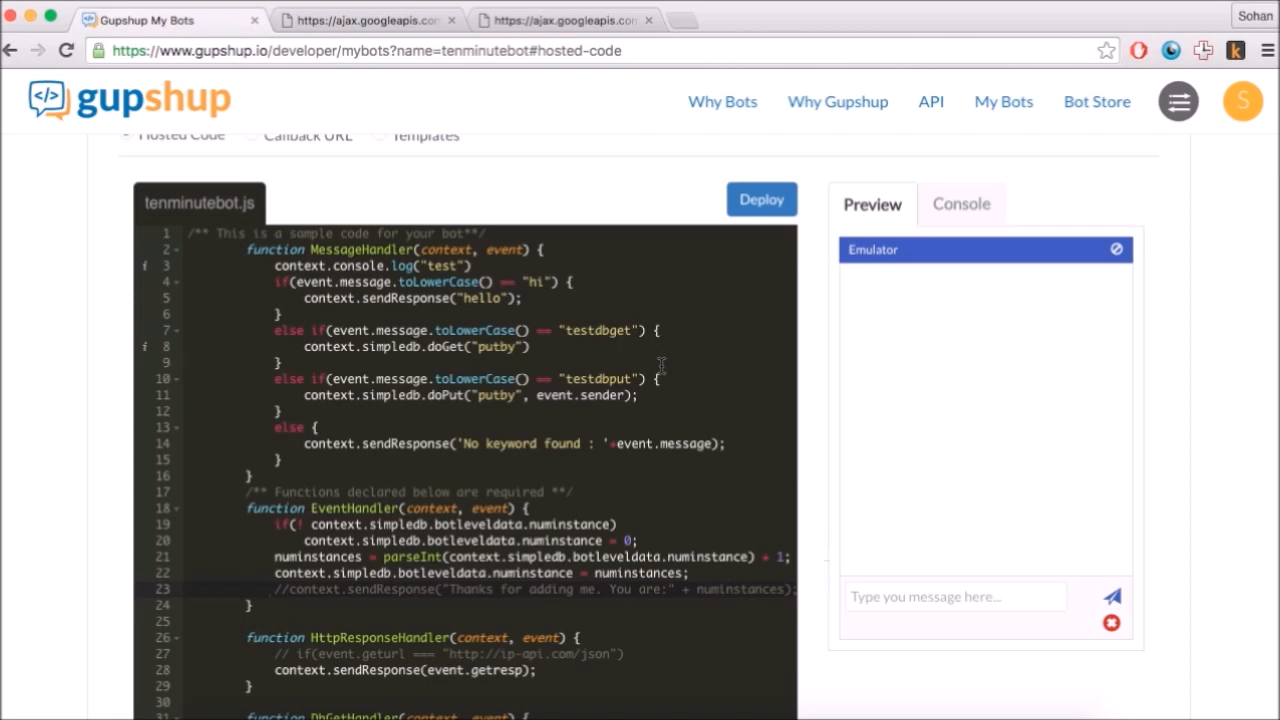 Gupshup My Bots
https://ajax.googleapis.con
https://ajax.googleapis.con
Sohan
https://www.gupshup.io/developer/mybots?name=tenminutebot#hosted-code
gupshup
Why Bots
Why Gupshup
API
My Bots
Bot Store
S
Hosted Code
Callback URL
Templates
tenminutebot.js
Deploy
Preview
Console
Emulator
1 /** This is a sample code for your bot**/
2 function MessageHandler(context, event) {
3 context.console.log("test")
4 if(event.message.toLowerCase() == "hi") {
5 context.sendResponse("hello");
6 }
7 else if(event.message.toLowerCase() == "testdbget") {
8 context.simpledb.doGet("putby")
9 }
10 else if(event.message.toLowerCase() == "testdbput") {
11 context.simpledb.doPut("putby", event.sender);
12 }
13 else {
14 context.sendResponse('No keyword found : '+event.message);
15 }
16 }
17 /** Functions declared below are required **/
18 function EventHandler(context, event) {
19 if(! context.simpledb.botleveldata.numinstance)
20 context.simpledb.botleveldata.numinstance = 0;
21 numinstances = parseInt(context.simpledb.botleveldata.numinstance) + 1;
22 context.simpledb.botleveldata.numinstance = numinstances;
23 //context.sendResponse("Thanks for adding me. You are:" + numinstances);
24 }
25
26 function HttpResponseHandler(context, event) {
27 // if(event.geturl === "http://ip-api.com/json")
28 context.sendResponse(event.getresp);
29 }
30
31 function DbGetHandler(context, event) {
Type you message here...